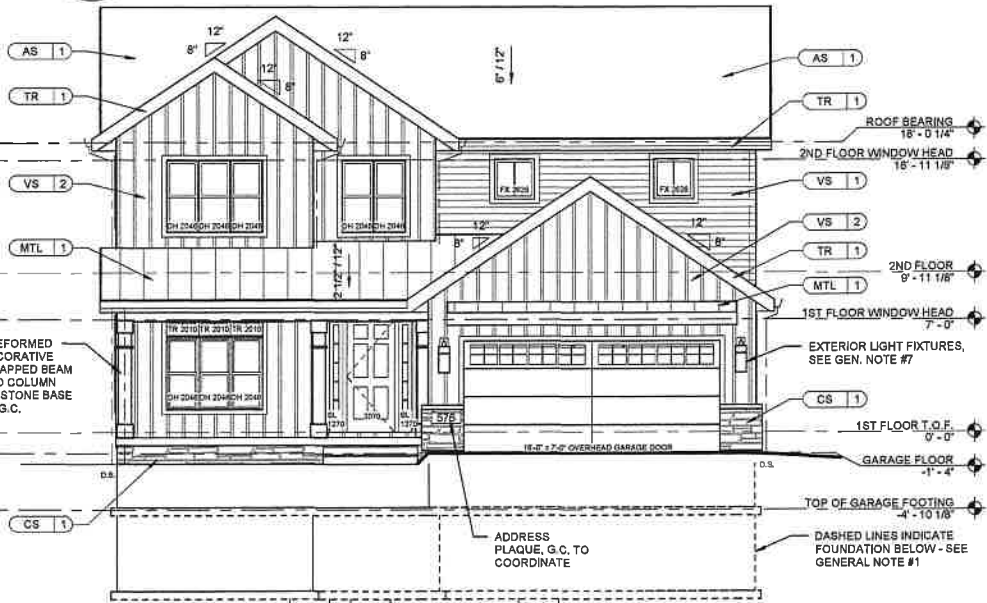 12"
8"
12"
8"
12"
8"
6" / 12"
AS 1
AS 1
TR 1
TR 1
ROOF BEARING
18' - 0 1/4"
2ND FLOOR WINDOW HEAD
16' - 11 1/8"
VS 2
VS 1
FX 2626
FX 2626
DH 2046
DH 2046
DH 2046
DH 2046
DH 2046
VS 2
12"
8"
12"
8"
MTL 1
2 1/2" / 12"
TR 1
2ND FLOOR
9' - 11 1/8"
MTL 1
1ST FLOOR WINDOW HEAD
7' - 0"
TR 2010
TR 2010
TR 2010
EFORMED
CORATIVE
APPED BEAM
D COLUMN
STONE BASE
G.C.
EXTERIOR LIGHT FIXTURES,
SEE GEN. NOTE #7
DH 2046
DH 2046
DH 2046
SL
1270
3070
SL
1270
576
CS 1
1ST FLOOR T.O.F.
0' - 0"
16'-0" x 7'-0" OVERHEAD GARAGE DOOR
GARAGE FLOOR
-1' - 4"
D.S.
D.S.
CS 1
TOP OF GARAGE FOOTING
-4' - 10 1/8"
ADDRESS
PLAQUE, G.C. TO
COORDINATE
DASHED LINES INDICATE
FOUNDATION BELOW - SEE
GENERAL NOTE #1